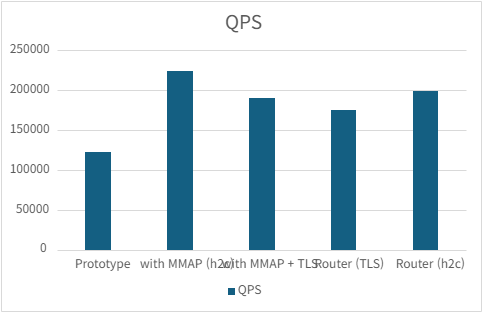 QPS
250000
200000
150000
100000
50000
0
Prototype
with MMAP (h2c)
with MMAP + TLS
Router (TLS)
Router (h2c)
QPS